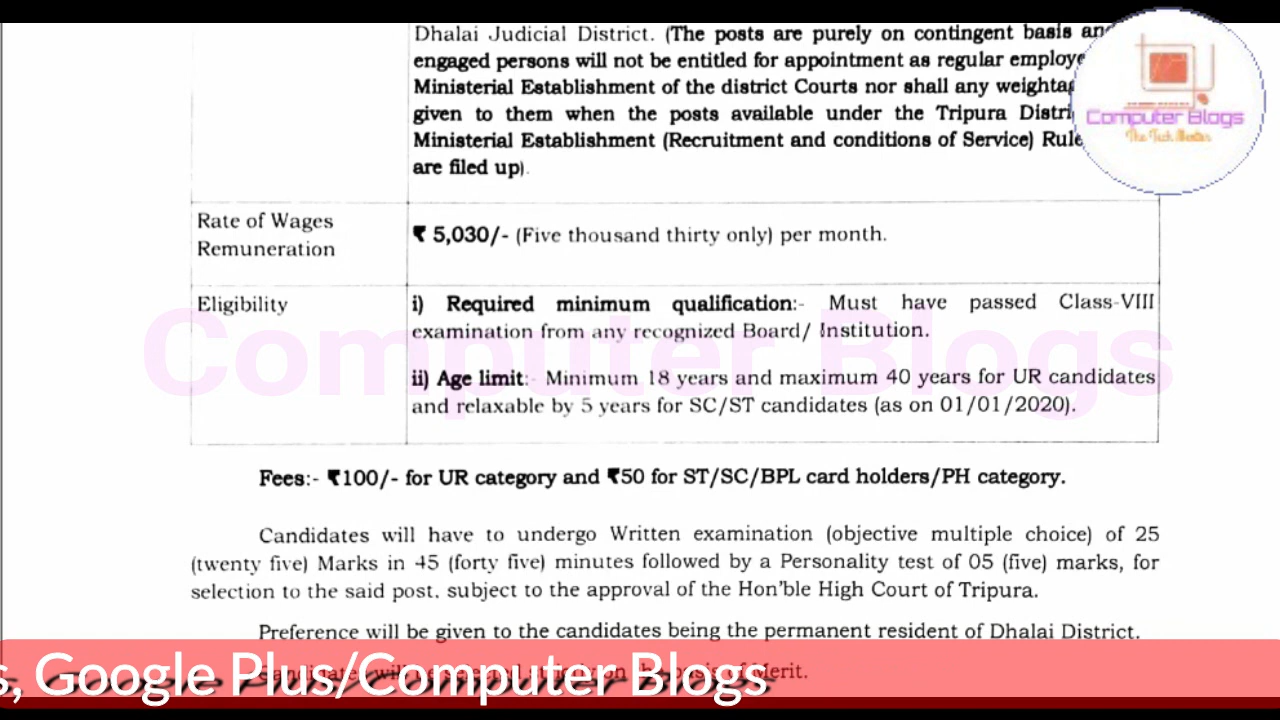 Dhalai Judicial District. (The posts are purely on contingent basis
engaged persons will not be entitled for appointment as regular
Ministerial Establishment of the district Courts nor shall any
given to them when the posts available under the Tripura
Ministerial Establishment (Recruitment and conditions of Service)
are filed up).
Computer Blogs
The Tech Master
Rate of Wages
Remuneration
₹ 5,030/- (Five thousand thirty only) per month.
Eligibility
i) Required minimum qualification:- Must have passed Class-VIII
examination from any recognized Board/ Institution.
Computer Blogs
ii) Age limit:- Minimum 18 years and maximum 40 years for UR candidates
and relaxable by 5 years for SC/ST candidates (as on 01/01/2020).
Fees:- ₹100/- for UR category and ₹50 for ST/SC/BPL card holders/PH category.
Candidates will have to undergo Written examination (objective multiple choice) of 25
(twenty five) Marks in 45 (forty five) minutes followed by a Personality test of 05 (five) marks, for
selection to the said post, subject to the approval of the Hon'ble High Court of Tripura.
Preference will be given to the candidates being the permanent resident of Dhalai District.
Merit.
s, Google Plus/Computer Blogs